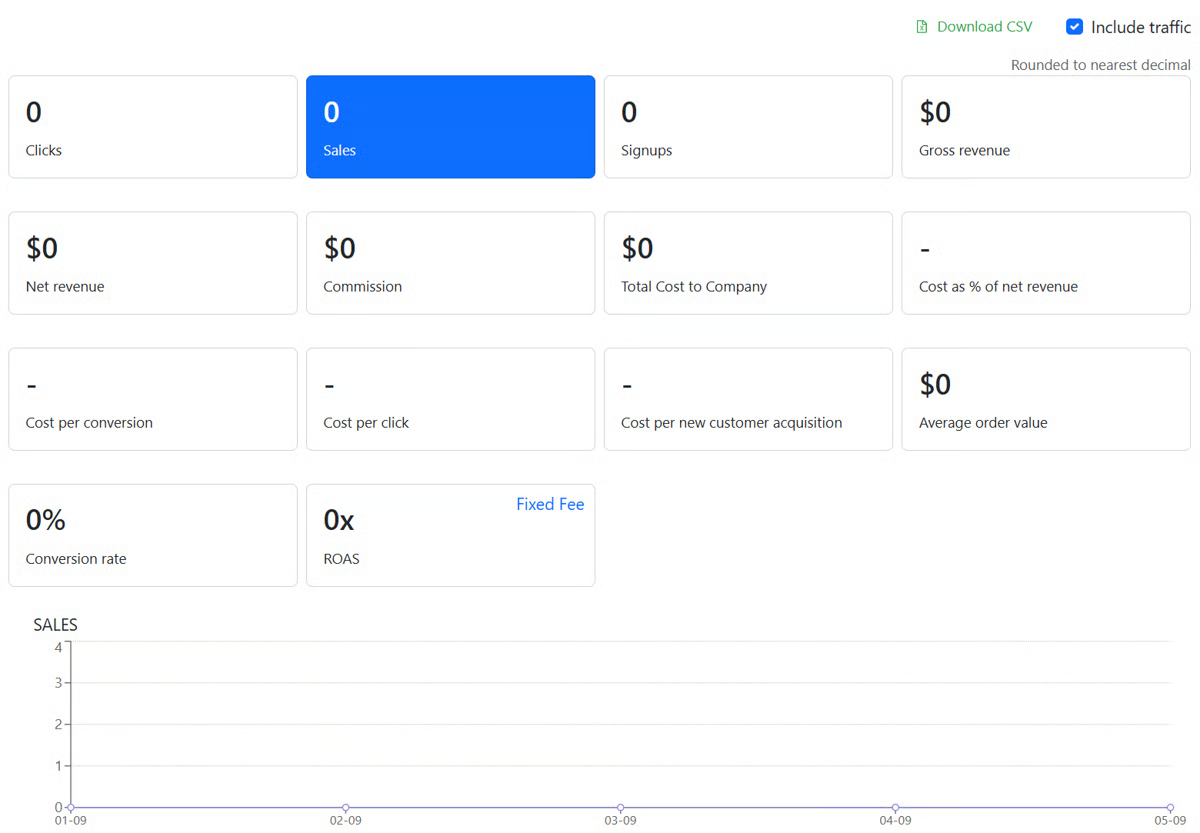 Download CSV
Include traffic
Rounded to nearest decimal
0
Clicks
0
Sales
0
Signups
$0
Gross revenue
$0
Net revenue
$0
Commission
$0
Total Cost to Company
-
Cost as % of net revenue
-
Cost per conversion
-
Cost per click
-
Cost per new customer acquisition
$0
Average order value
0%
Conversion rate
Fixed Fee
0x
ROAS
SALES
4
3
2
1
0
01-09
02-09
03-09
04-09
05-09